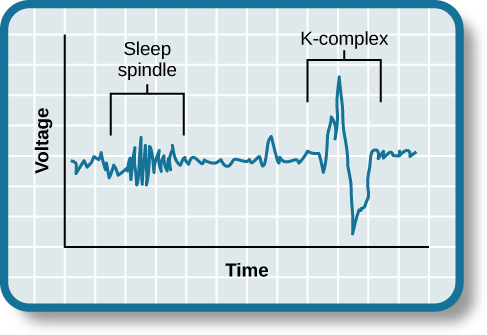 Sleep
spindle
K-complex
Voltage
Time